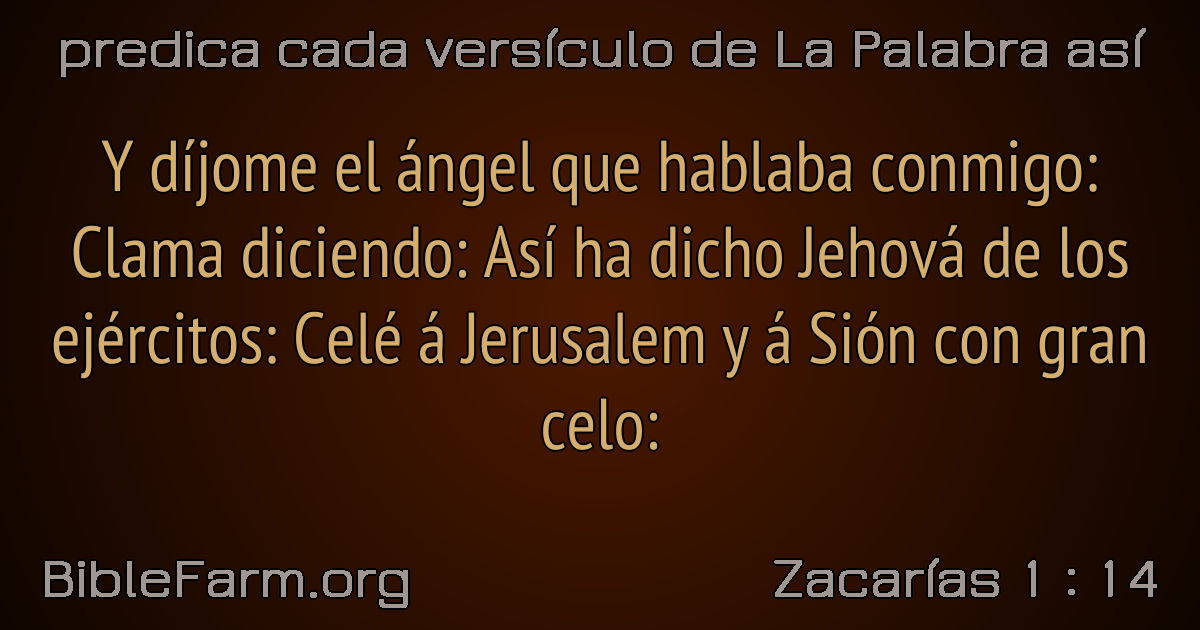 predica cada versículo de La Palabra así
Y díjome el ángel que hablaba conmigo:
Clama diciendo: Así ha dicho Jehová de los
ejércitos: Celé á Jerusalem y á Sión con gran
celo:
BibleFarm.org
Zacarías 1 : 14